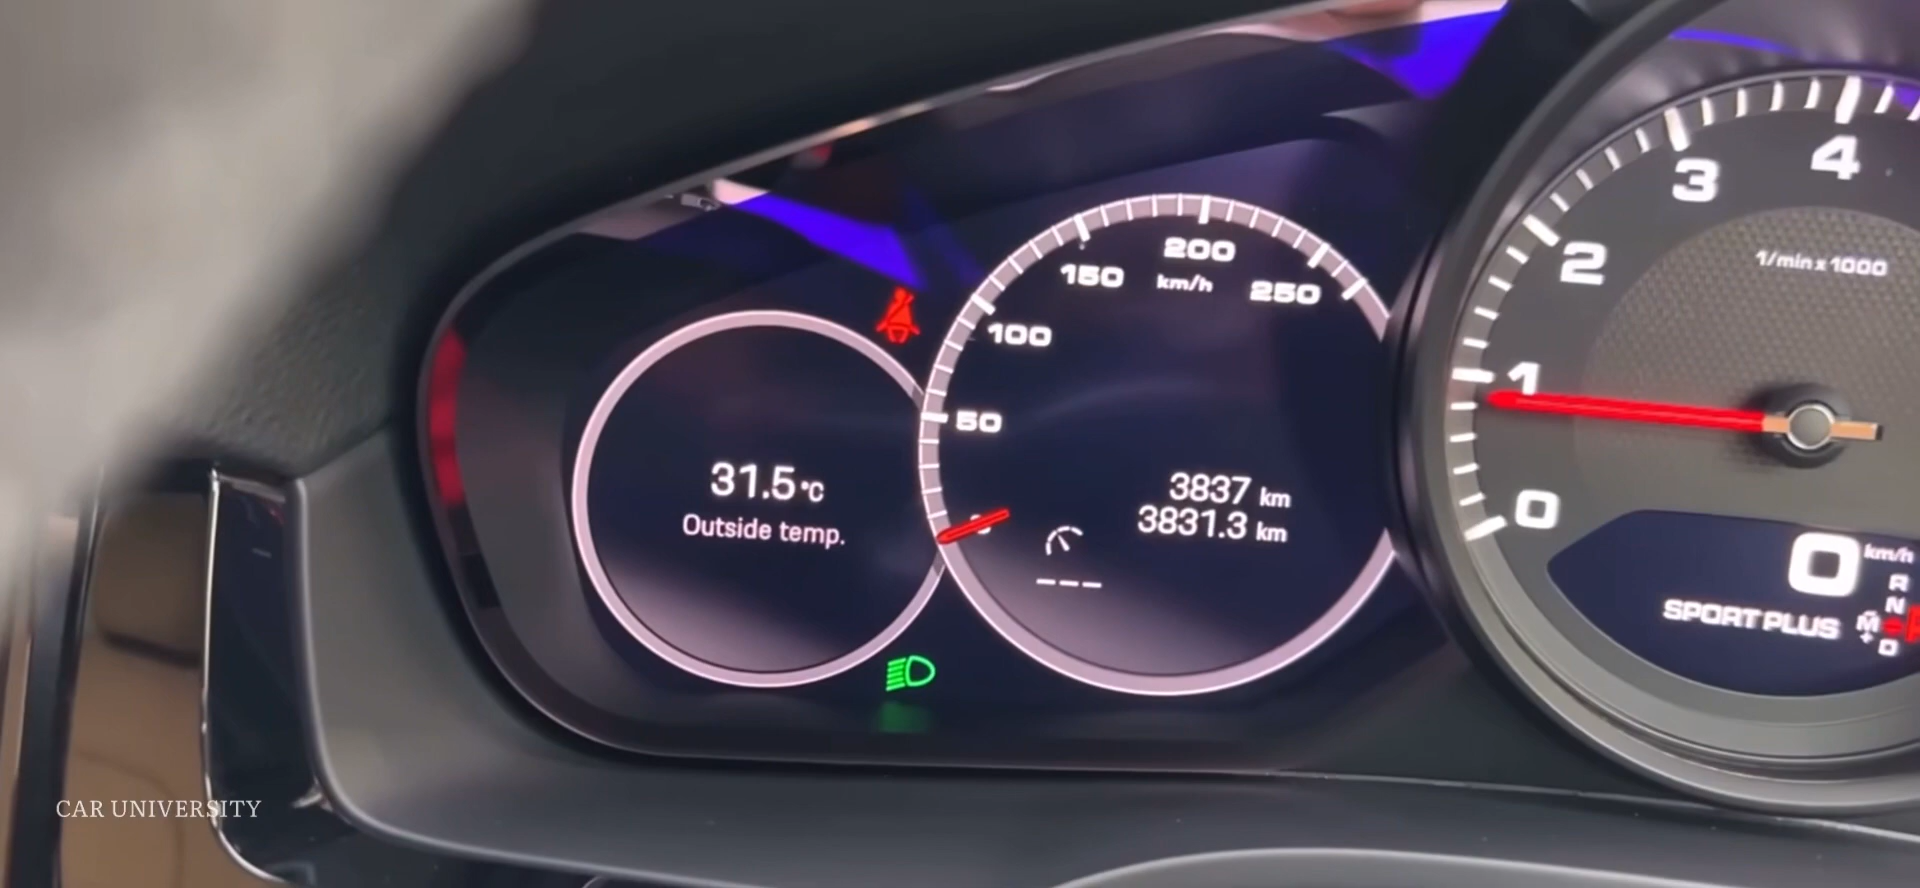 31.5 °C
Outside temp.
50
100
150
200
250
km/h
3837 km
3831.3 km
---
0
1
2
3
4
1/min x 1000
0 km/h
SPORT PLUS
R
N
M
+
D
CAR UNIVERSITY